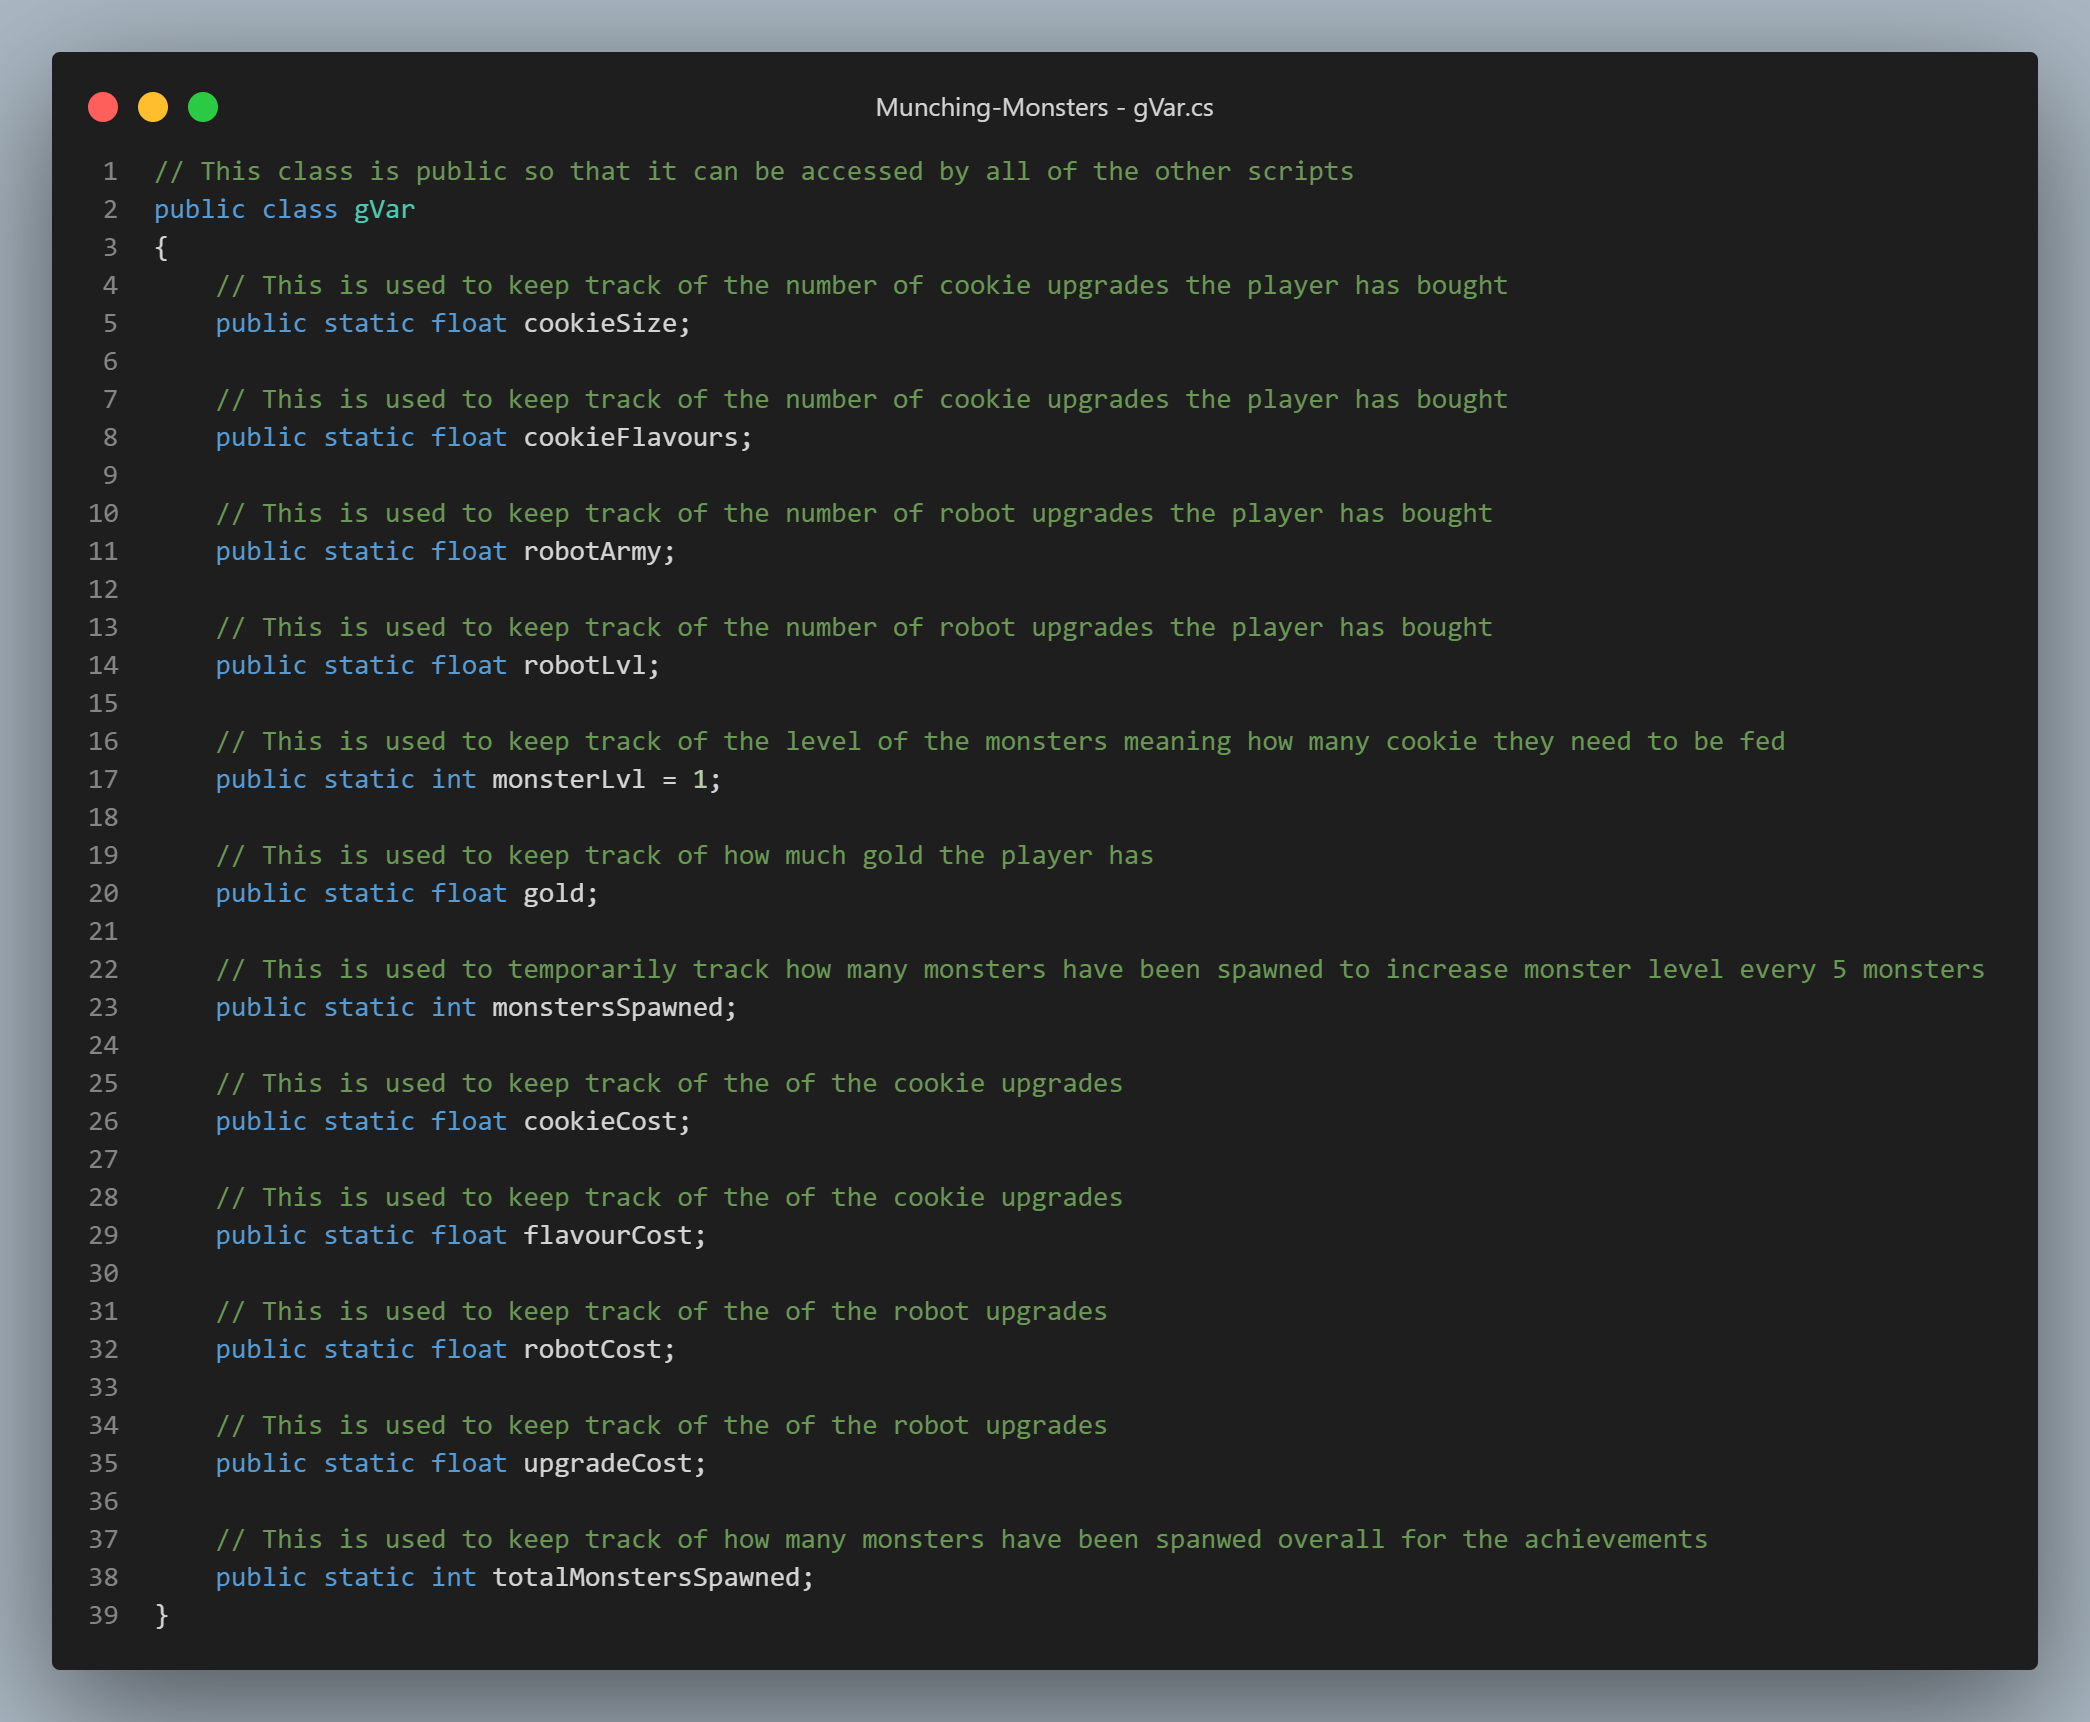 Munching-Monsters - gVar.cs
1 // This class is public so that it can be accessed by all of the other scripts
2 public class gVar
3 {
4     // This is used to keep track of the number of cookie upgrades the player has bought
5     public static float cookieSize;
6
7     // This is used to keep track of the number of cookie upgrades the player has bought
8     public static float cookieFlavours;
9
10     // This is used to keep track of the number of robot upgrades the player has bought
11     public static float robotArmy;
12
13     // This is used to keep track of the number of robot upgrades the player has bought
14     public static float robotLvl;
15
16     // This is used to keep track of the level of the monsters meaning how many cookie they need to be fed
17     public static int monsterLvl = 1;
18
19     // This is used to keep track of how much gold the player has
20     public static float gold;
21
22     // This is used to temporarily track how many monsters have been spawned to increase monster level every 5 monsters
23     public static int monstersSpawned;
24
25     // This is used to keep track of the of the cookie upgrades
26     public static float cookieCost;
27
28     // This is used to keep track of the of the cookie upgrades
29     public static float flavourCost;
30
31     // This is used to keep track of the of the robot upgrades
32     public static float robotCost;
33
34     // This is used to keep track of the of the robot upgrades
35     public static float upgradeCost;
36
37     // This is used to keep track of how many monsters have been spanwed overall for the achievements
38     public static int totalMonstersSpawned;
39 }